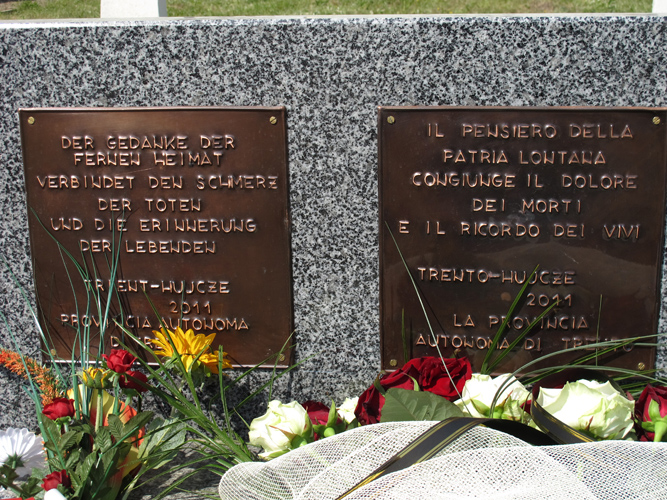 DER GEDANKE DER
FERNEN HEIMAT
VERBINDET DEN SCHMERZ
DER TOTEN
UND DIE ERINNERUNG
DER LEBENDEN
TRIENT-HUJCZE
2011
PROVINCIA AUTONOMA
IL PENSIERO DELLA
PATRIA LONTANA
CONGIUNGE IL DOLORE
DEI MORTI
E IL RICORDO DEI VIVI
TRENTO-HUJCZE
2011
LA PROVINCIA
AUTONOMA DI TRENTO